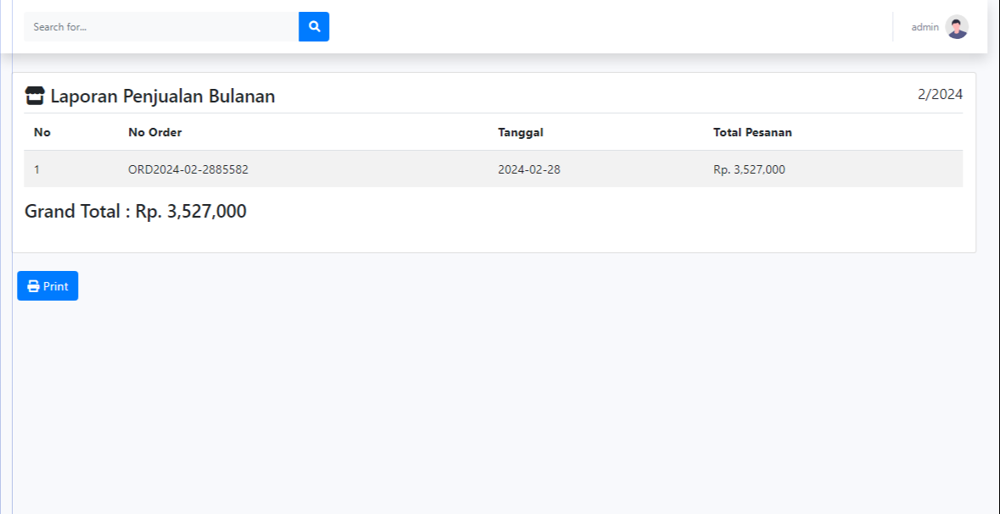 Search for...
admin
Laporan Penjualan Bulanan 2/2024
No No Order Tanggal Total Pesanan
1 ORD2024-02-2885582 2024-02-28 Rp. 3,527,000
Grand Total : Rp. 3,527,000
Print